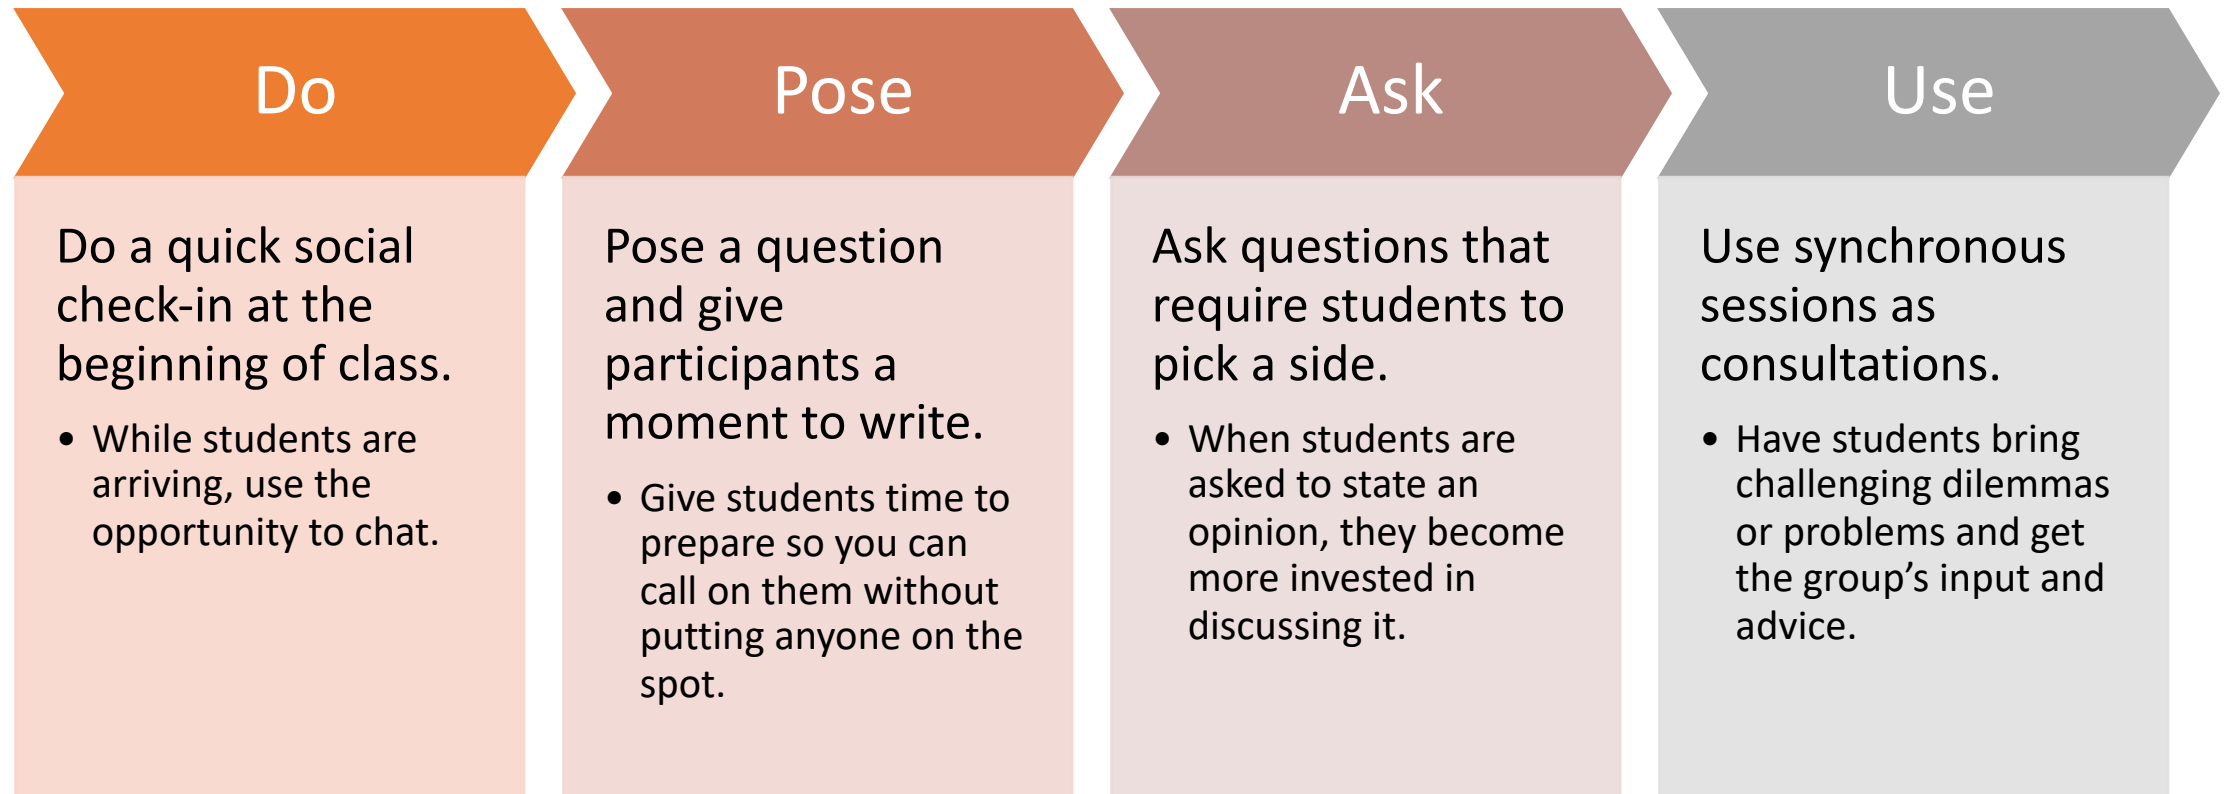 Do
Do a quick social
check-in at the
beginning of class.
• While students are
arriving, use the
opportunity to chat.
Pose
Pose a question
and give
participants a
moment to write.
• Give students time to
prepare so you can
call on them without
putting anyone on the
spot.
Ask
Ask questions that
require students to
pick a side.
• When students are
asked to state an
opinion, they become
more invested in
discussing it.
Use
Use synchronous
sessions as
consultations.
• Have students bring
challenging dilemmas
or problems and get
the group’s input and
advice.